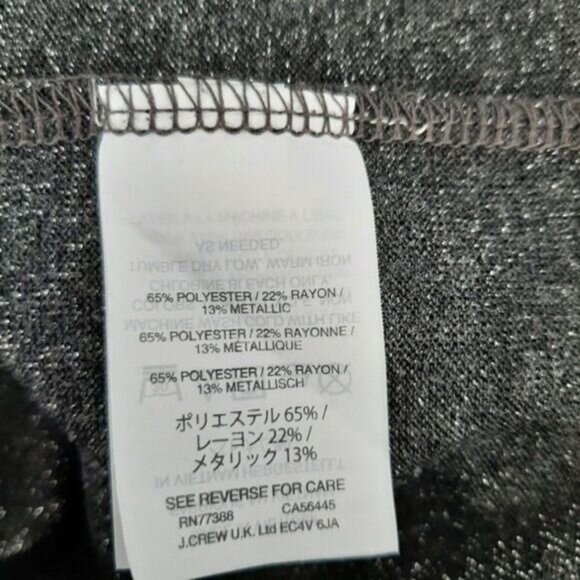 65% POLYESTER / 22% RAYON /
13% METALLIC
65% POLYESTER / 22% RAYONNE /
13% MÉTALLIQUE
65% POLYESTER / 22% RAYON /
13% METALLISCH
ポリエステル 65% /
レーヨン 22% /
メタリック 13%
SEE REVERSE FOR CARE
RN77388 CA56445
J.CREW U.K. Ltd EC4V 6JA